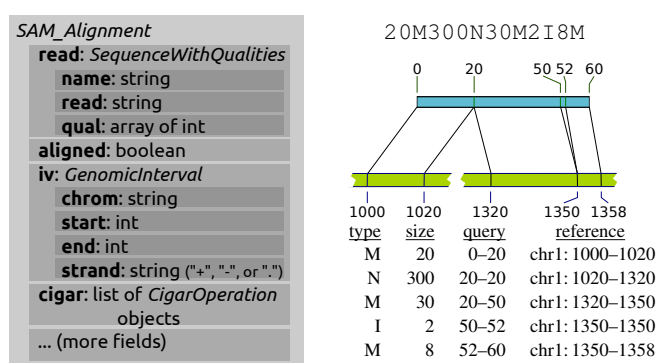 SAM_Alignment
read: SequenceWithQualities
name: string
read: string
qual: array of int
aligned: boolean
iv: GenomicInterval
chrom: string
start: int
end: int
strand: string ("+", "-", or ".")
cigar: list of CigarOperation
objects
... (more fields)
20M300N30M2I8M
0 20 50 52 60
1000 1020 1320 1350 1358
type size query reference
M 20 0–20 chr1: 1000–1020
N 300 20–20 chr1: 1020–1320
M 30 20–50 chr1: 1320–1350
I 2 50–52 chr1: 1350–1350
M 8 52–60 chr1: 1350–1358